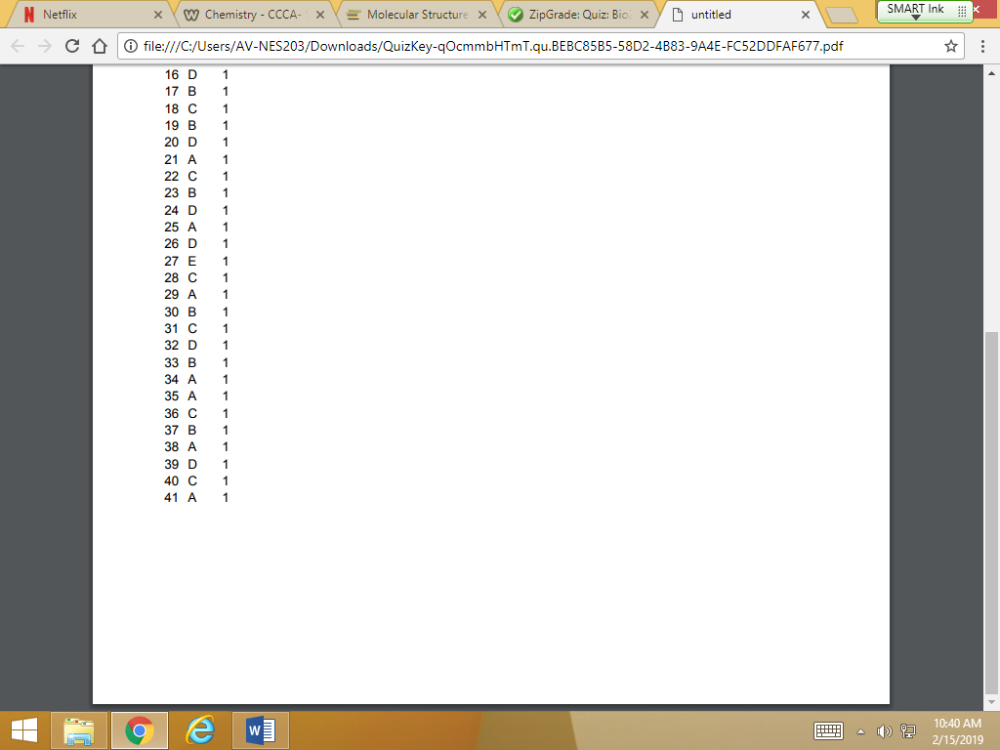 Netflix
Chemistry - CCCA-
Molecular Structure
ZipGrade: Quiz: Bio
untitled
SMART Ink
file:///C:/Users/AV-NES203/Downloads/QuizKey-qOcmmbHTmT.qu.BEBC85B5-58D2-4B83-9A4E-FC52DDFAF677.pdf
16 D 1
17 B 1
18 C 1
19 B 1
20 D 1
21 A 1
22 C 1
23 B 1
24 D 1
25 A 1
26 D 1
27 E 1
28 C 1
29 A 1
30 B 1
31 C 1
32 D 1
33 B 1
34 A 1
35 A 1
36 C 1
37 B 1
38 A 1
39 D 1
40 C 1
41 A 1
10:40 AM
2/15/2019